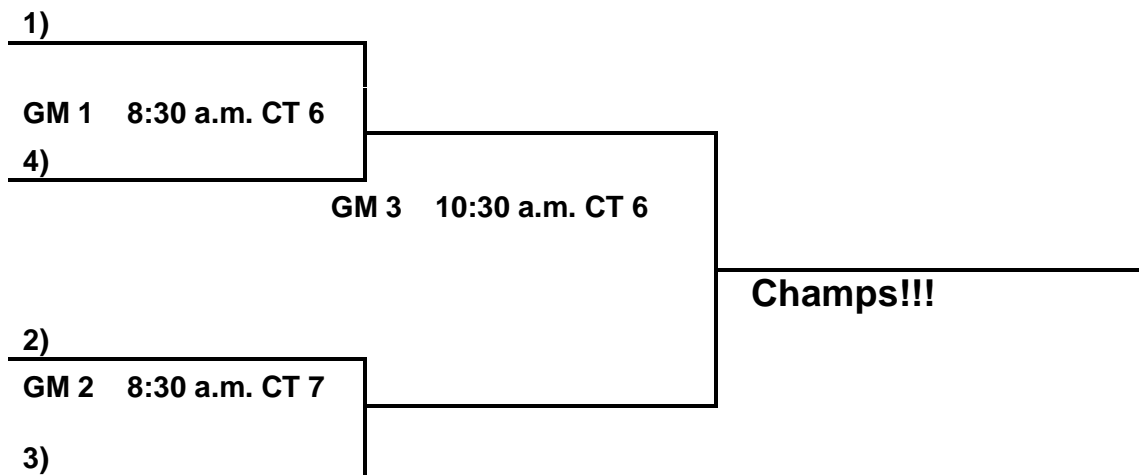 1)
GM 1 8:30 a.m. CT 6
4)
GM 3 10:30 a.m. CT 6
Champs!!!
2)
GM 2 8:30 a.m. CT 7
3)